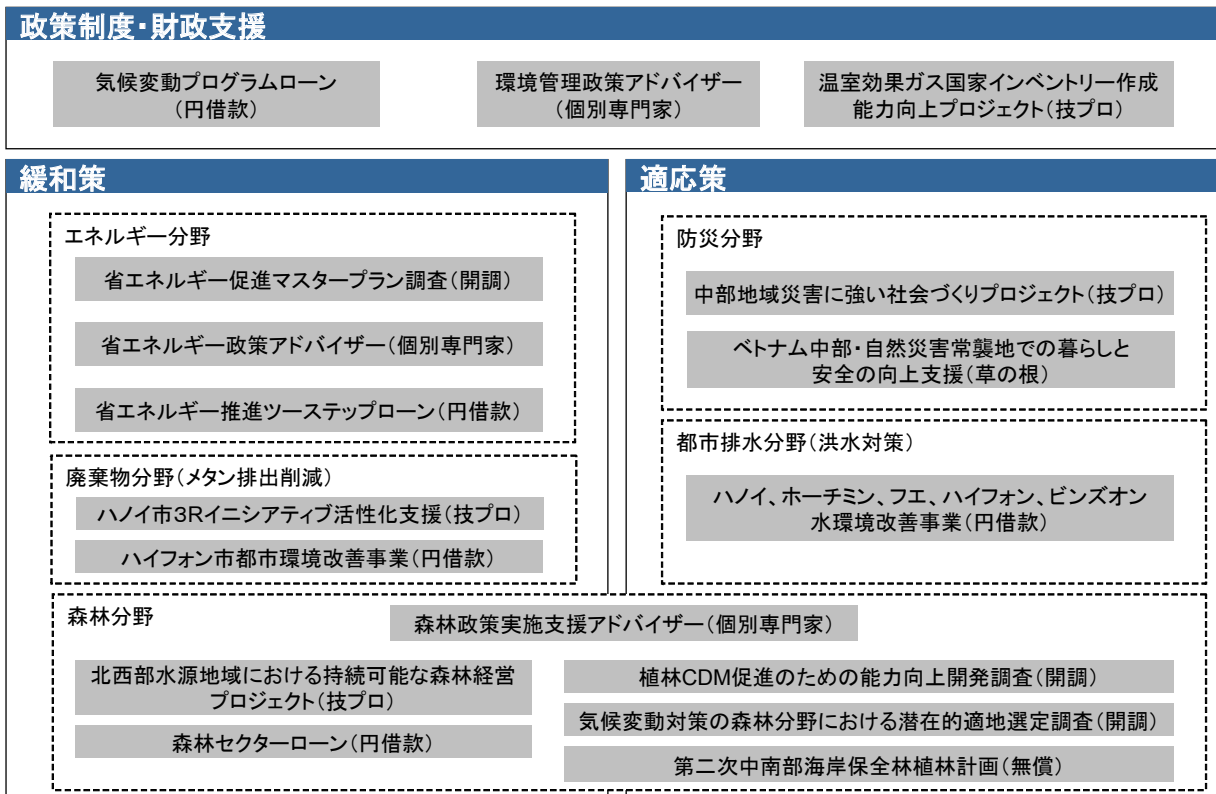 政策制度・財政支援
気候変動プログラムローン
（円借款）
環境管理政策アドバイザー
（個別専門家）
温室効果ガス国家インベントリー作成
能力向上プロジェクト（技プロ）
緩和策
エネルギー分野
省エネルギー促進マスタープラン調査（開調）
省エネルギー政策アドバイザー（個別専門家）
省エネルギー推進ツーステップローン（円借款）
廃棄物分野（メタン排出削減）
ハノイ市3Rイニシアティブ活性化支援（技プロ）
ハイフォン市都市環境改善事業（円借款）
適応策
防災分野
中部地域災害に強い社会づくりプロジェクト（技プロ）
ベトナム中部・自然災害常襲地での暮らしと
安全の向上支援（草の根）
都市排水分野（洪水対策）
ハノイ、ホーチミン、フエ、ハイフォン、ビンズオン
水環境改善事業（円借款）
森林分野
森林政策実施支援アドバイザー（個別専門家）
北西部水源地域における持続可能な森林経営
プロジェクト（技プロ）
森林セクターローン（円借款）
植林CDM促進のための能力向上開発調査（開調）
気候変動対策の森林分野における潜在的適地選定調査（開調）
第二次中南部海岸保全林植林計画（無償）